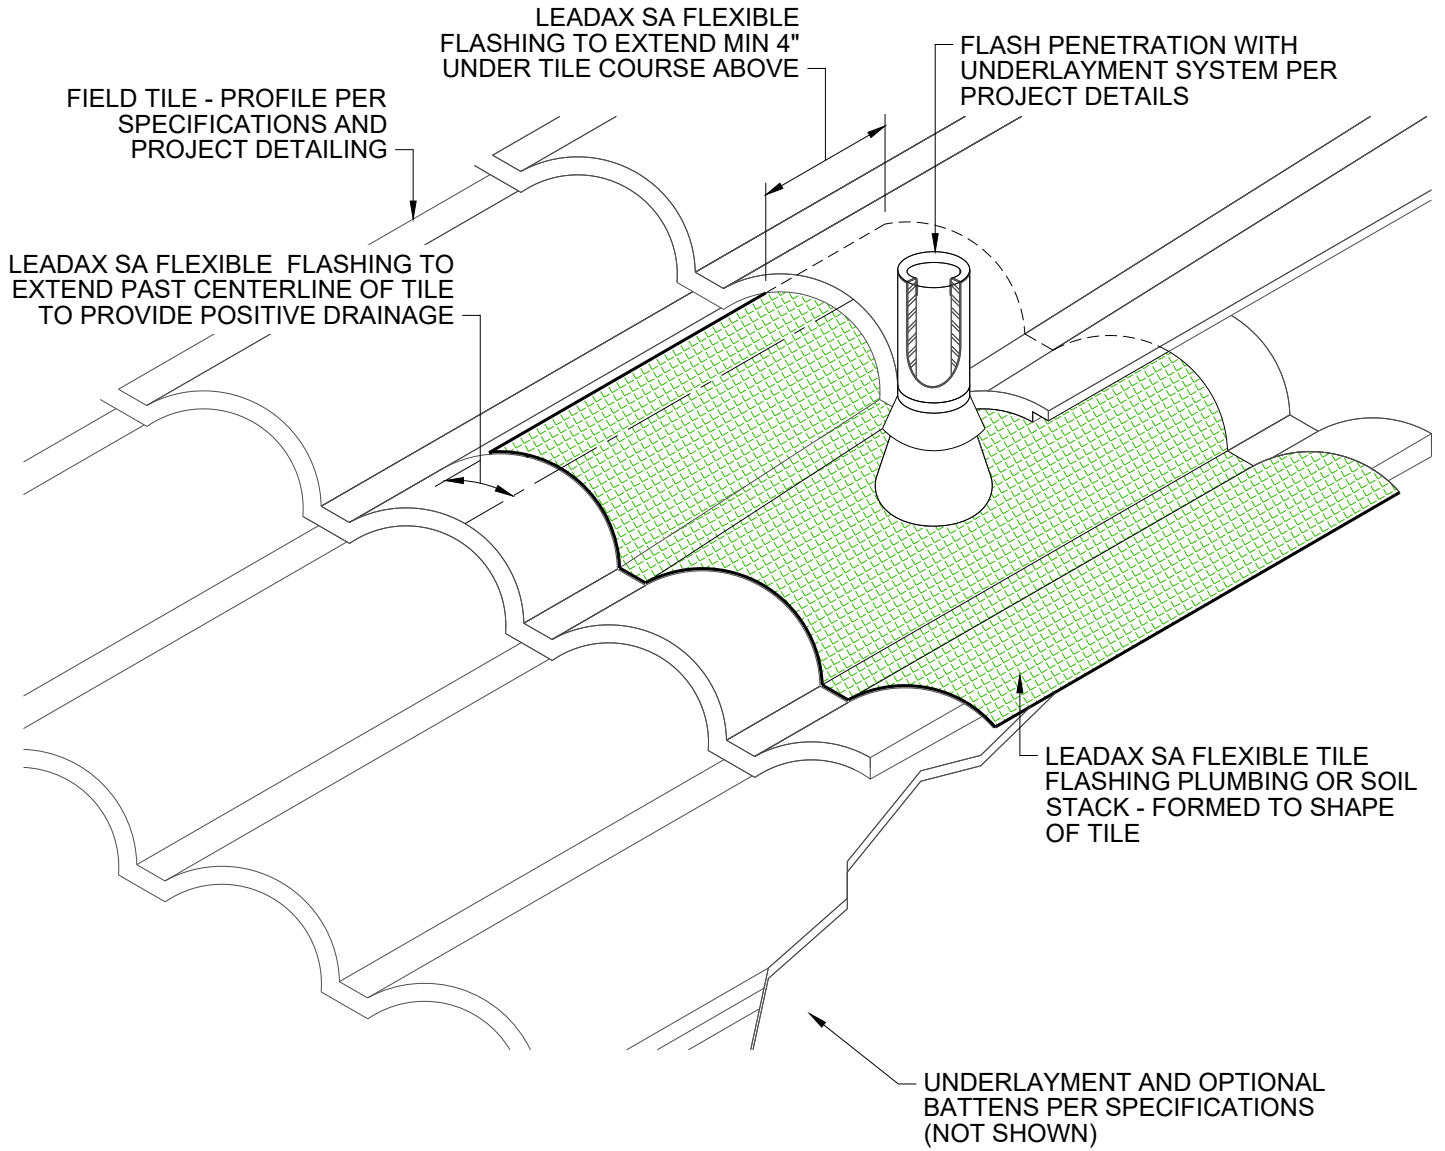 LEADAX SA FLEXIBLE
FLASHING TO EXTEND MIN 4"
UNDER TILE COURSE ABOVE
FLASH PENETRATION WITH
UNDERLAYMENT SYSTEM PER
PROJECT DETAILS
FIELD TILE - PROFILE PER
SPECIFICATIONS AND
PROJECT DETAILING
LEADAX SA FLEXIBLE  FLASHING TO
EXTEND PAST CENTERLINE OF TILE
TO PROVIDE POSITIVE DRAINAGE
LEADAX SA FLEXIBLE TILE
FLASHING PLUMBING OR SOIL
STACK - FORMED TO SHAPE
OF TILE
UNDERLAYMENT AND OPTIONAL
BATTENS PER SPECIFICATIONS
(NOT SHOWN)